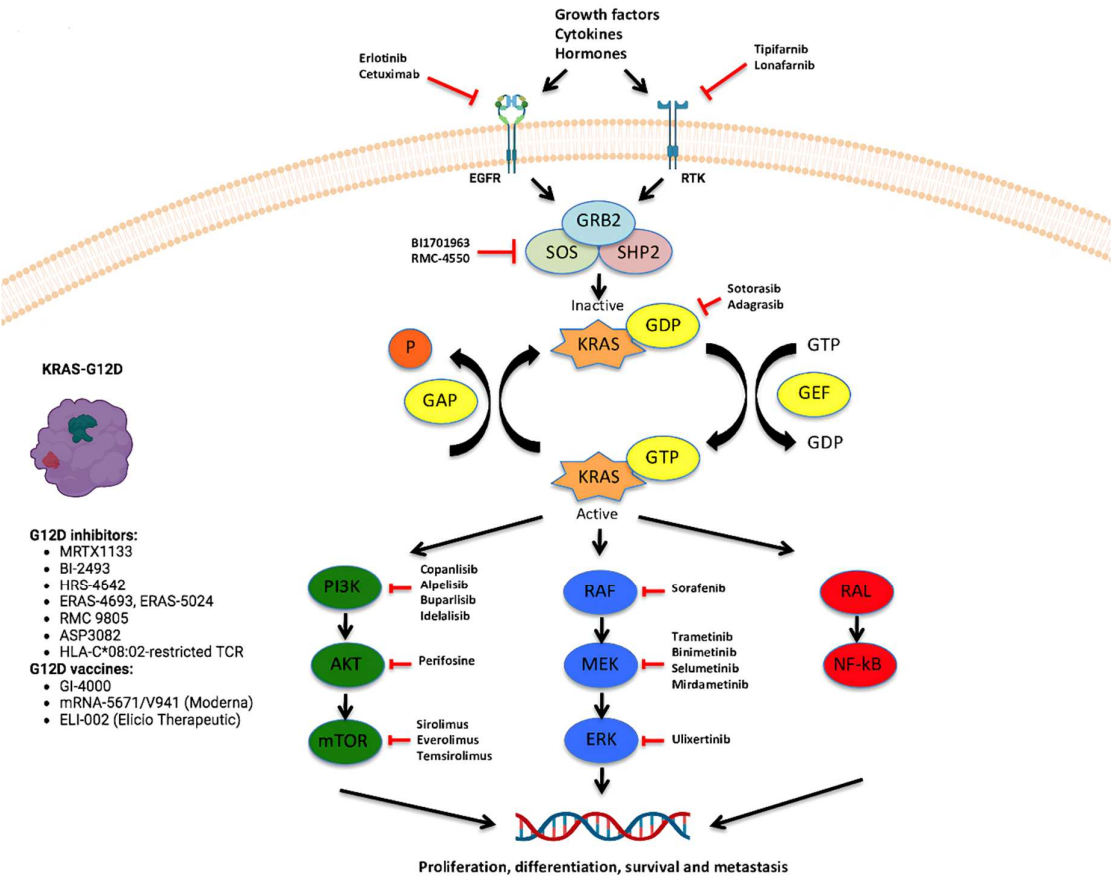 Growth factors
Cytokines
Hormones
Erlotinib
Cetuximab
Tipifarnib
Lonafarnib
EGFR
RTK
GRB2
SOS
SHP2
BI1701963
RMC-4550
Inactive
KRAS
GDP
Sotorasib
Adagrasib
P
GAP
GTP
GEF
GDP
KRAS
GTP
Active
KRAS-G12D
G12D inhibitors:
• MRTX1133
• BI-2493
• HRS-4642
• ERAS-4693, ERAS-5024
• RMC 9805
• ASP3082
• HLA-C*08:02-restricted TCR
G12D vaccines:
• GI-4000
• mRNA-5671/V941 (Moderna)
• ELI-002 (Elicio Therapeutic)
PI3K
Copanlisib
Alpelisib
Buparlisib
Idelalisib
AKT
Perifosine
mTOR
Sirolimus
Everolimus
Temsirolimus
RAF
Sorafenib
MEK
Trametinib
Binimetinib
Selumetinib
Mirdametinib
ERK
Ulixertinib
RAL
NF-kB
Proliferation, differentiation, survival and metastasis